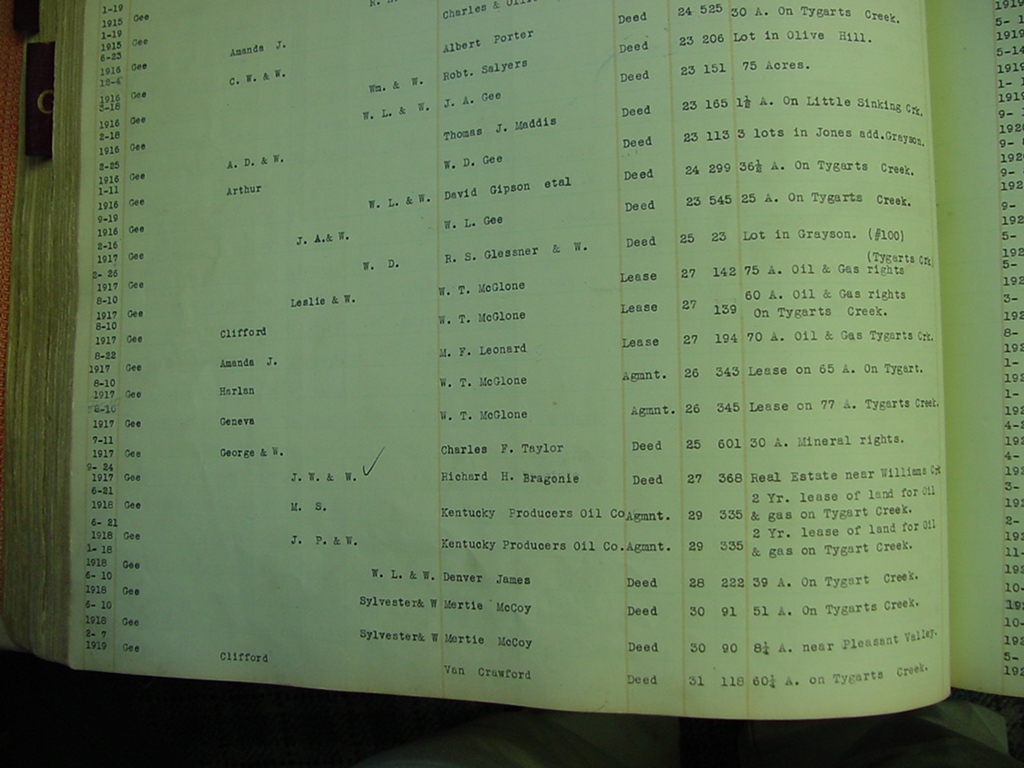 1-19
1915 Gee Charles & Deed 24 525 30 A. On Tygarts Creek.
1-19
1915 Gee Amanda J. Albert Porter Deed 23 206 Lot in Olive Hill.
6-23
1916 Gee C. W. & W. Robt. Salyers Deed 23 151 75 Acres.
12-4
Wm. & W.
1916 Gee W. L. & W. J. A. Gee Deed 23 165 1½ A. On Little Sinking Crk.
3-18
1916 Gee Thomas J. Maddis Deed 23 113 3 lots in Jones add.Grayson.
2-18
1916 Gee A. D. & W. W. D. Gee Deed 24 299 36½ A. On Tygarts Creek.
2-25
1916 Gee Arthur David Gipson etal Deed 23 545 25 A. On Tygarts Creek.
1-11
W. L. & W.
1916 Gee W. L. Gee
9-19
1916 Gee J. A.& W. R. S. Glessner & W. Deed 25 23 Lot in Grayson. (#100)
2-16
(Tygarts Crk)
1917 Gee W. D. W. T. McGlone Lease 27 142 75 A. Oil & Gas rights
2- 26
1917 Gee Leslie & W. W. T. McGlone Lease 27 139 60 A. Oil & Gas rights
On Tygarts Creek.
8-10
1917 Gee Clifford M. F. Leonard Lease 27 194 70 A. Oil & Gas Tygarts Crk.
8-10
1917 Gee Amanda J. W. T. McGlone Agmnt. 26 343 Lease on 65 A. On Tygart.
8-22
1917 Gee Harlan W. T. McGlone Agmnt. 26 345 Lease on 77 A. Tygarts Creek.
8-10
1917 Gee Geneva
8-10
1917 Gee George & W. Charles F. Taylor Deed 25 601 30 A. Mineral rights.
7-11
1917 Gee J. W. & W. Richard H. Bragonie Deed 27 368 Real Estate near Williams Crk
9- 24
2 Yr. lease of land for Oil
1917 Gee M. S. Kentucky Producers Oil Co. Agmnt. 29 335 & gas on Tygart Creek.
6-21
2 Yr. lease of land for Oil
1918 Gee J. P. & W. Kentucky Producers Oil Co. Agmnt. 29 335 & gas on Tygart Creek.
6- 21
1918 Gee W. L. & W. Denver James Deed 28 222 39 A. On Tygart Creek.
1- 18
1918 Gee Sylvester& W Mertie McCoy Deed 30 91 51 A. On Tygarts Creek.
6- 10
1918 Gee Sylvester& W Mertie McCoy Deed 30 90 8¼ A. near Pleasant Valley.
6- 10
1918 Gee Clifford Van Crawford Deed 31 118 60¼ A. on Tygarts Creek.
2- 7
1919 Gee